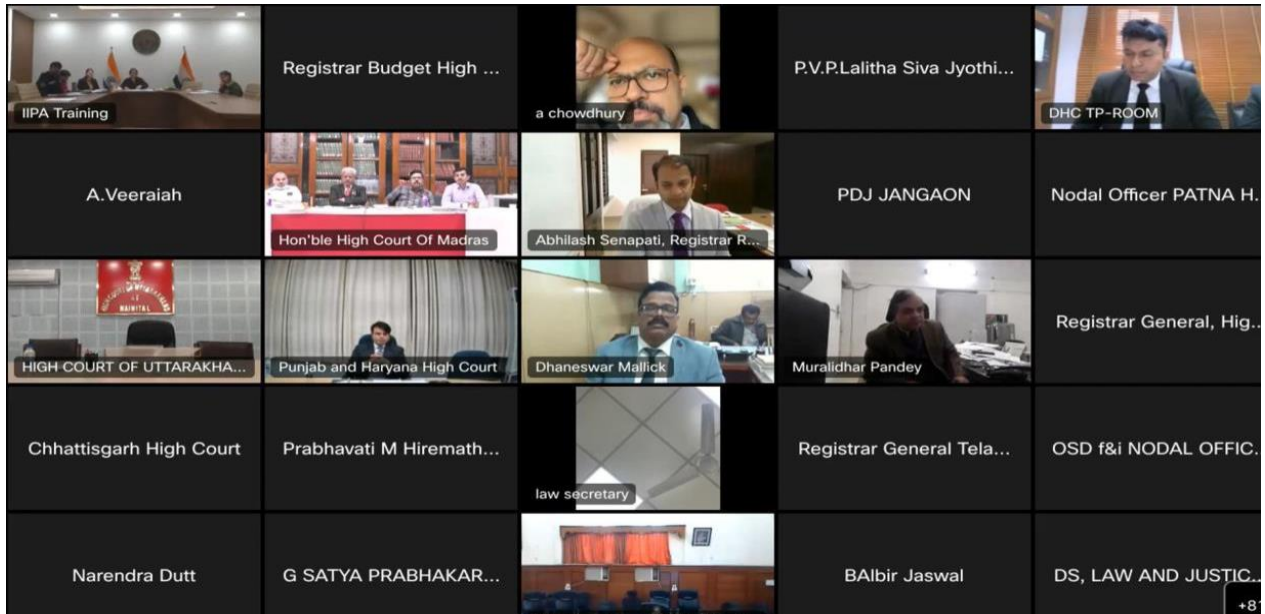 IIPA Training
Registrar Budget High ...
a chowdhury
P.V.P.Lalitha Siva Jyothi...
DHC TP-ROOM
A.Veeraiah
Hon'ble High Court Of Madras
Abhilash Senapati, Registrar R...
PDJ JANGAON
Nodal Officer PATNA H.
HIGH COURT OF UTTARAKHA...
NAINITAL
Punjab and Haryana High Court
Dhaneswar Mallick
Muralidhar Pandey
Registrar General, Hig...
Chhattisgarh High Court
Prabhavati M Hiremath...
law secretary
Registrar General Tela...
OSD f&i NODAL OFFIC.
Narendra Dutt
G SATYA PRABHAKAR...
BAlbir Jaswal
DS, LAW AND JUSTIC...